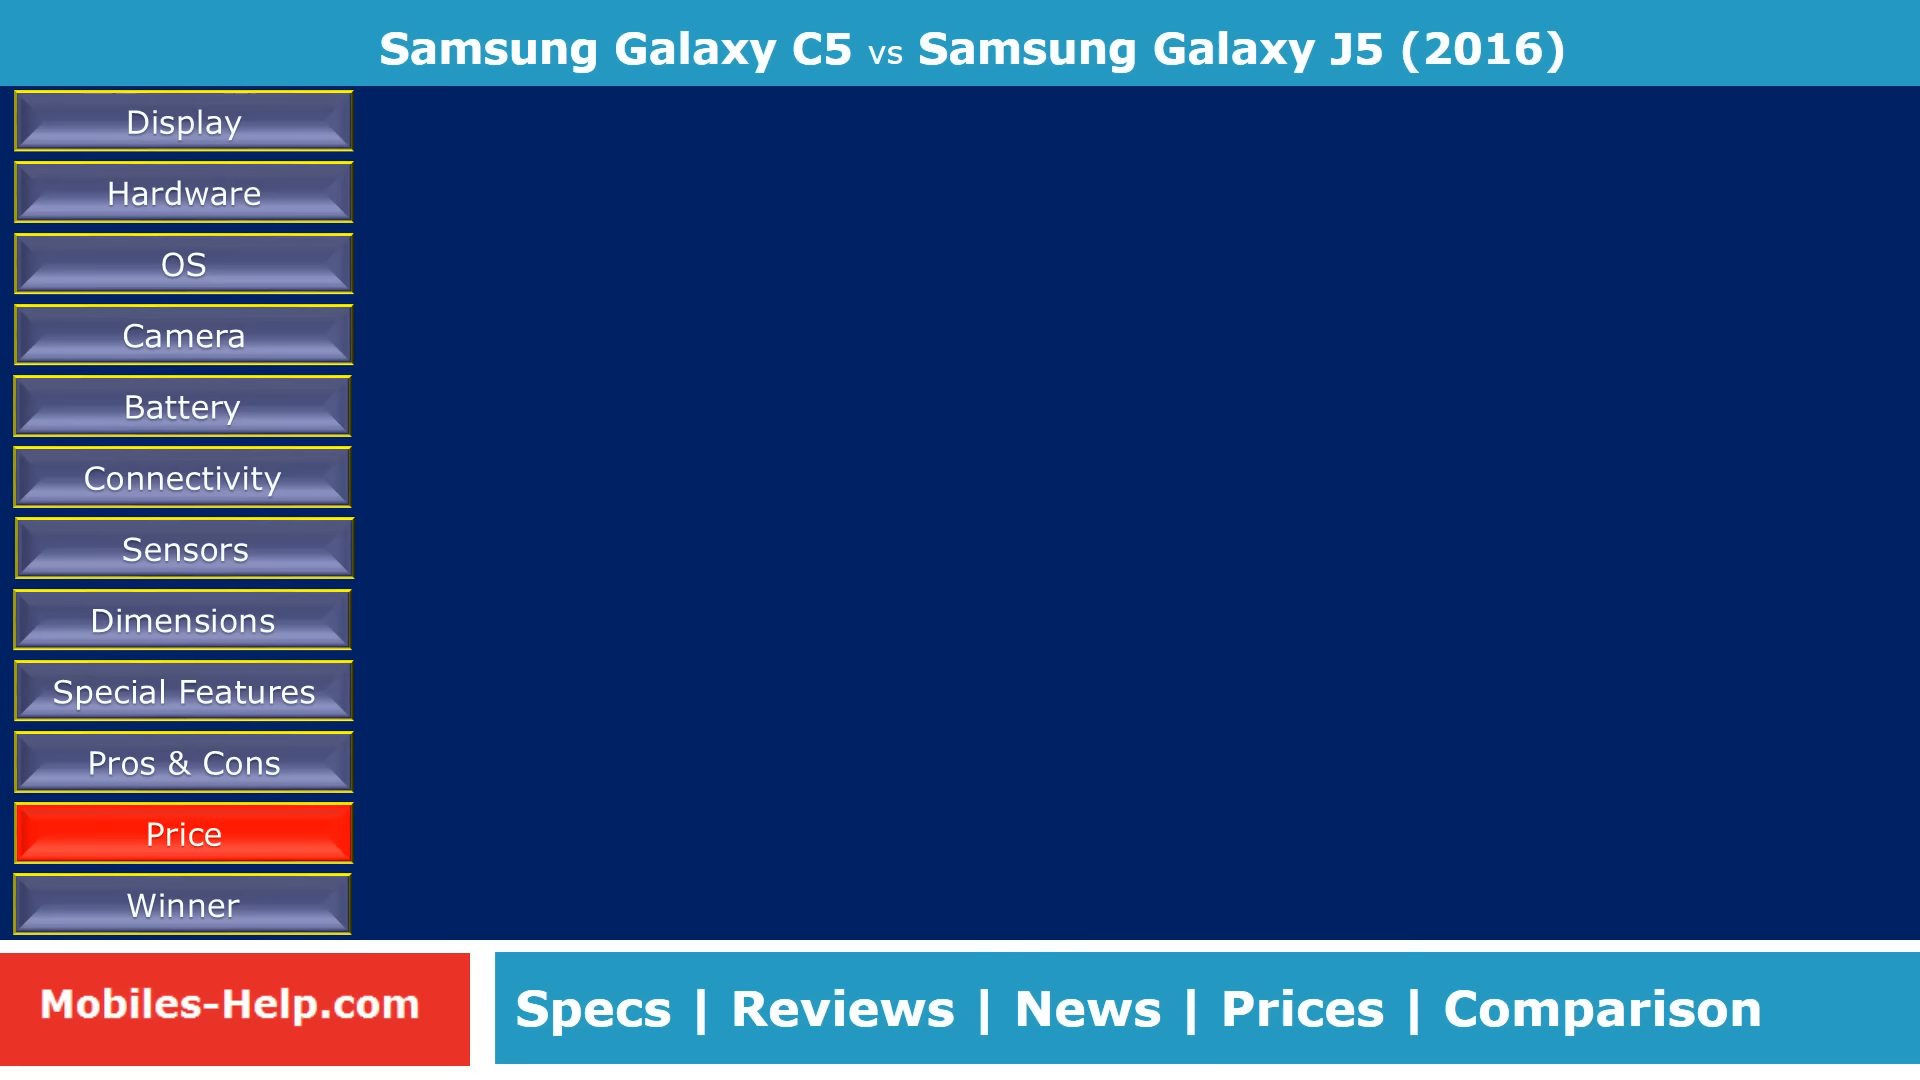 Samsung Galaxy C5 vs Samsung Galaxy J5 (2016)
Display
Hardware
OS
Camera
Battery
Connectivity
Sensors
Dimensions
Special Features
Pros & Cons
Price
Winner
Mobiles-Help.com
Specs | Reviews | News | Prices | Comparison